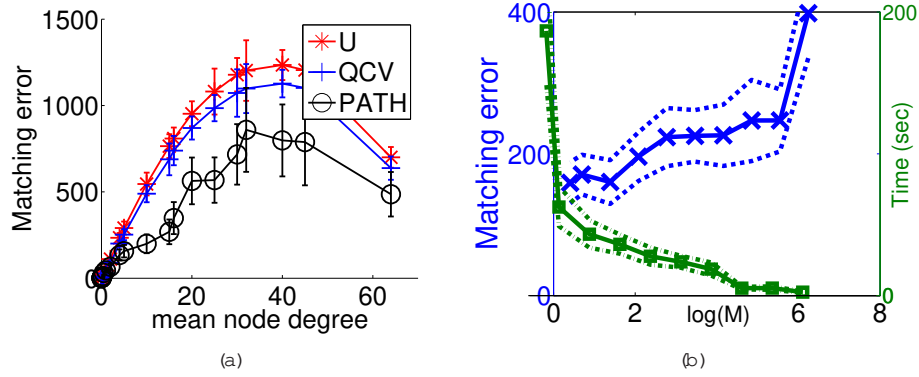 1500
1000
500
0
Matching error
0
20
40
60
mean node degree
U
QCV
PATH
(a)
400
200
0
Matching error
0
2
4
6
8
log(M)
200
100
0
Time (sec)
(b)